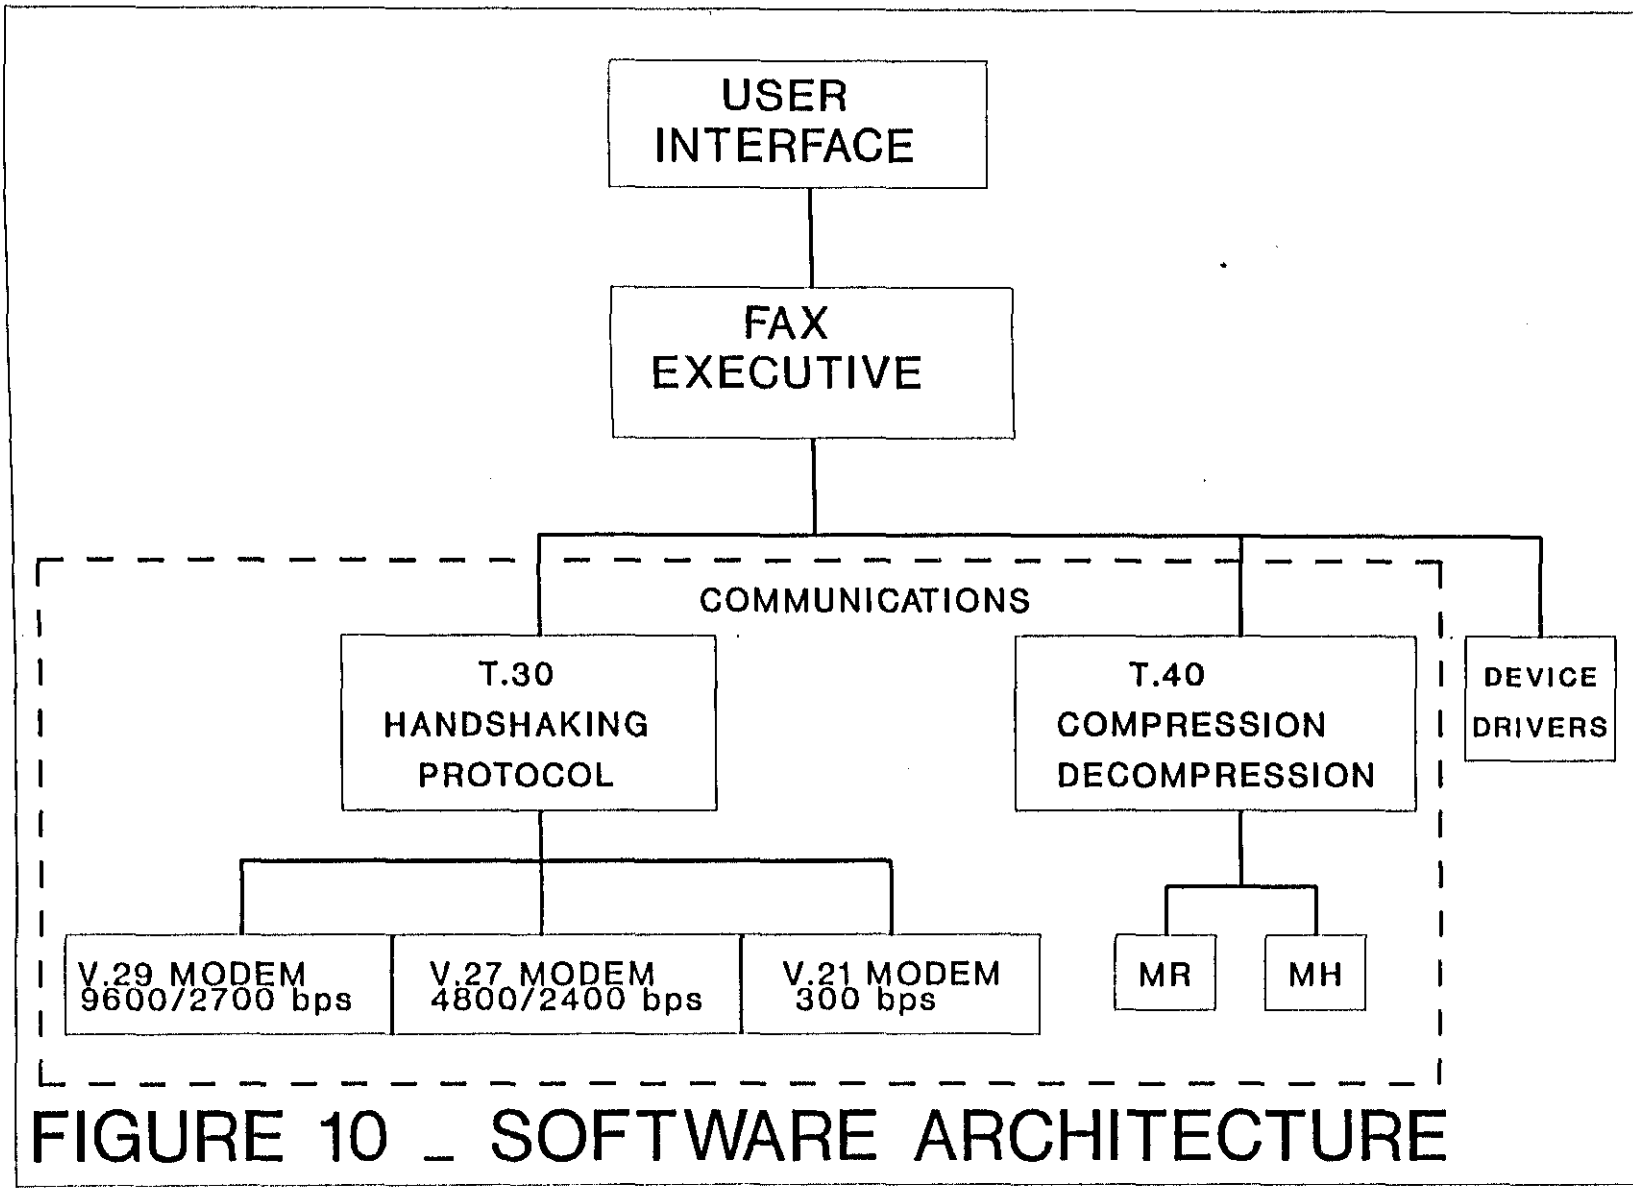 USER
INTERFACE
FAX
EXECUTIVE
COMMUNICATIONS
T.30
HANDSHAKING
PROTOCOL
T.40
COMPRESSION
DECOMPRESSION
DEVICE
DRIVERS
V.29 MODEM
9600/2700 bps
V.27 MODEM
4800/2400 bps
V.21 MODEM
300 bps
MR
MH
FIGURE 10 _ SOFTWARE ARCHITECTURE